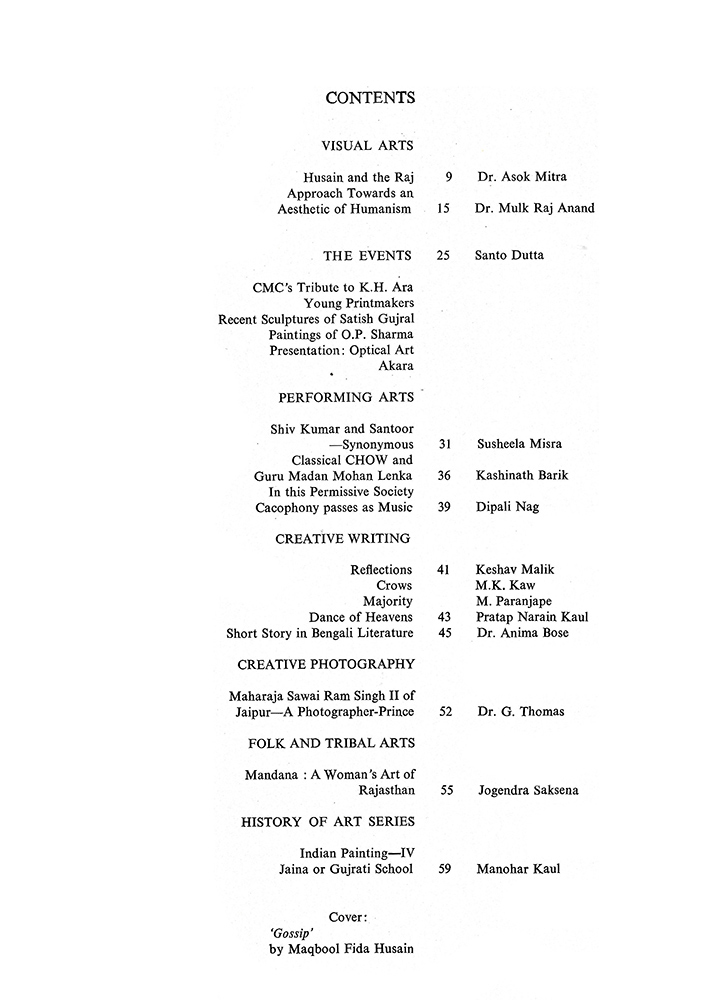 CONTENTS
VISUAL ARTS
Husain and the Raj 9 Dr. Asok Mitra
Approach Towards an
Aesthetic of Humanism 15 Dr. Mulk Raj Anand
THE EVENTS 25 Santo Dutta
CMC's Tribute to K.H. Ara
Young Printmakers
Recent Sculptures of Satish Gujral
Paintings of O.P. Sharma
Presentation: Optical Art
Akara
PERFORMING ARTS
Shiv Kumar and Santoor
—Synonymous 31 Susheela Misra
Classical CHOW and
Guru Madan Mohan Lenka 36 Kashinath Barik
In this Permissive Society
Cacophony passes as Music 39 Dipali Nag
CREATIVE WRITING
Reflections 41 Keshav Malik
Crows M.K. Kaw
Majority M. Paranjape
Dance of Heavens 43 Pratap Narain Kaul
Short Story in Bengali Literature 45 Dr. Anima Bose
CREATIVE PHOTOGRAPHY
Maharaja Sawai Ram Singh II of
Jaipur—A Photographer-Prince 52 Dr. G. Thomas
FOLK AND TRIBAL ARTS
Mandana : A Woman's Art of
Rajasthan 55 Jogendra Saksena
HISTORY OF ART SERIES
Indian Painting—IV
Jaina or Gujrati School 59 Manohar Kaul
Cover:
'Gossip'
by Maqbool Fida Husain